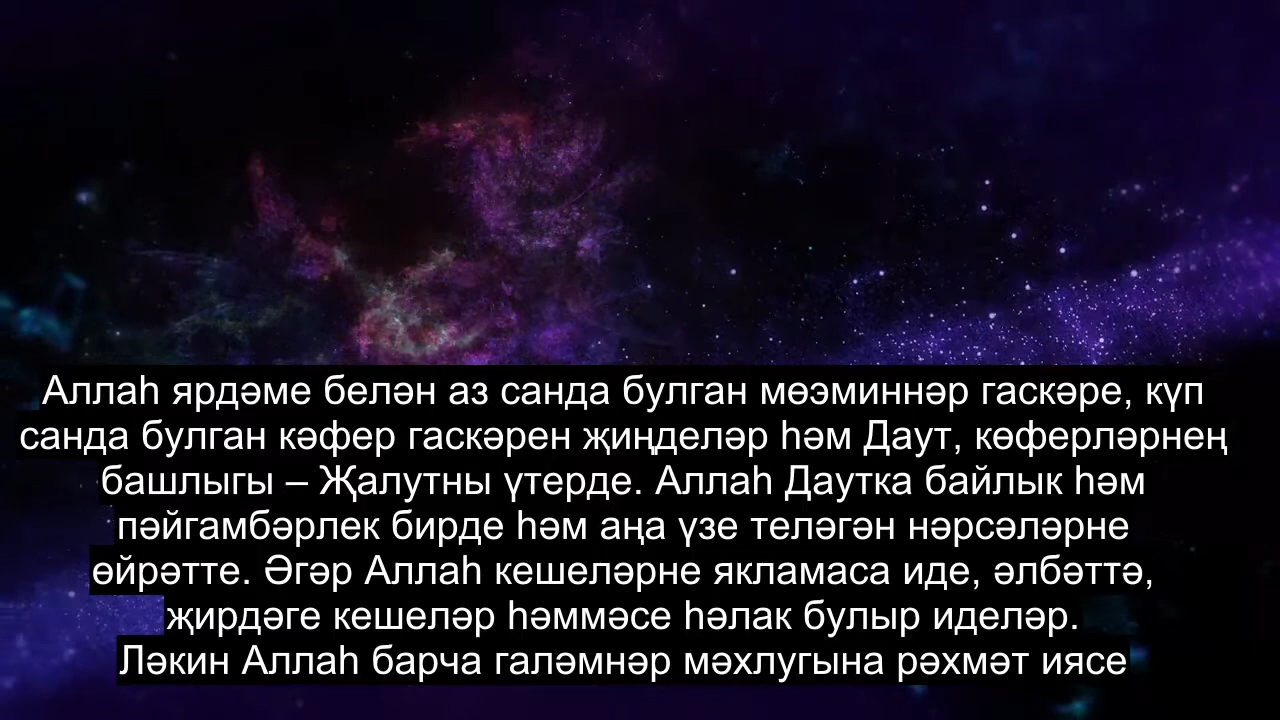 Аллаһ ярдәме белән аз санда булган мөэминнәр гаскәре, күп
санда булган кәфер гаскәрен җиңделәр һәм Даут, көферләрнең
башлыгы – Җалутны үтерде. Аллаһ Даутка байлык һәм
пәйгамбәрлек бирде һәм аңа үзе теләгән нәрсәләрне
өйрәтте. Әгәр Аллаһ кешеләрне якламаса иде, әлбәттә,
җирдәге кешеләр һәммәсе һәлак булыр иделәр.
Ләкин Аллаһ барча галәмнәр мәхлугына рәхмәт иясе